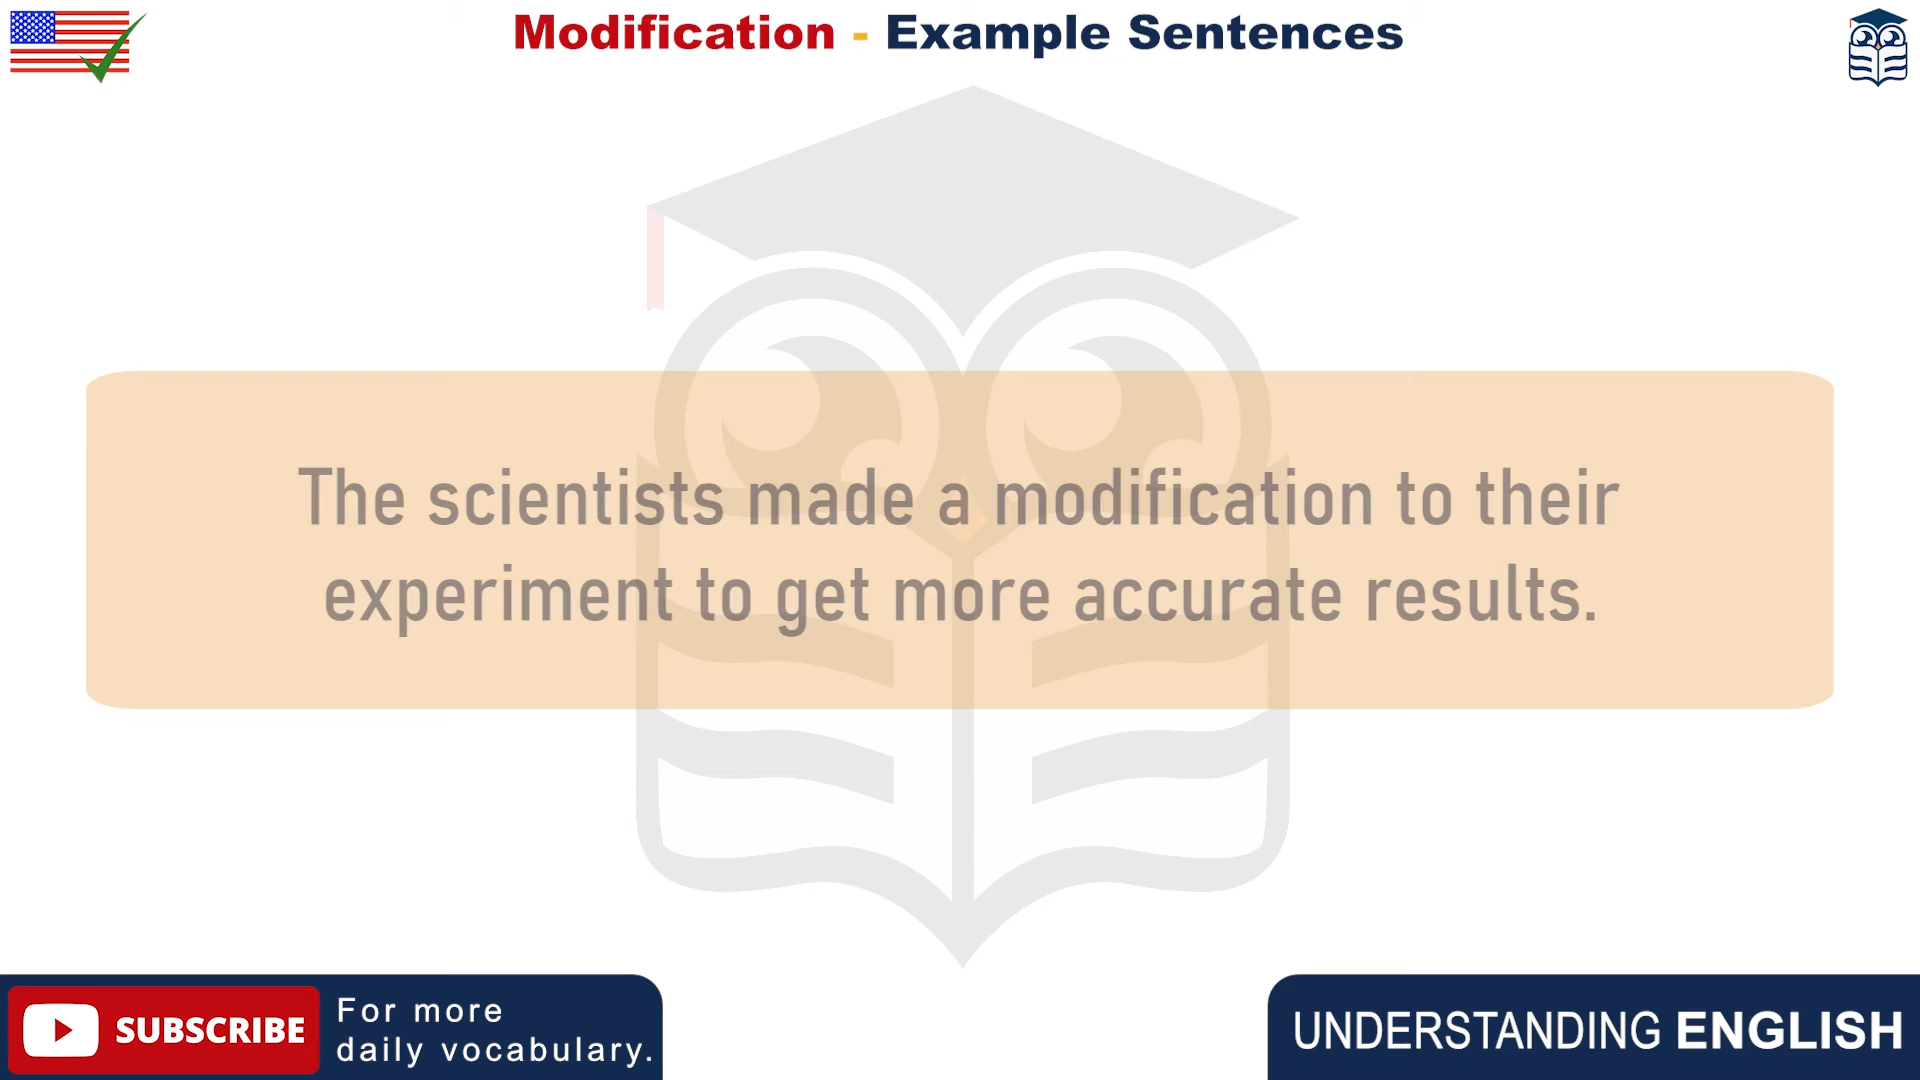 Modification - Example Sentences
The scientists made a modification to their
experiment to get more accurate results.
SUBSCRIBE
For more
daily vocabulary.
UNDERSTANDING ENGLISH